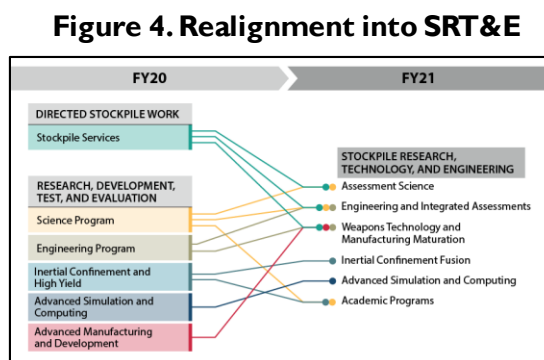 Figure 4. Realignment into SRT&E
FY20
FY21
DIRECTED STOCKPILE WORK
Stockpile Services
RESEARCH, DEVELOPMENT,
TEST, AND EVALUATION
Science Program
Engineering Program
Inertial Confinement and
High Yield
Advanced Simulation and
Computing
Advanced Manufacturing
and Development
STOCKPILE RESEARCH,
TECHNOLOGY, AND ENGINEERING
Assessment Science
Engineering and Integrated Assessments
Weapons Technology and
Manufacturing Maturation
Inertial Confinement Fusion
Advanced Simulation and Computing
Academic Programs